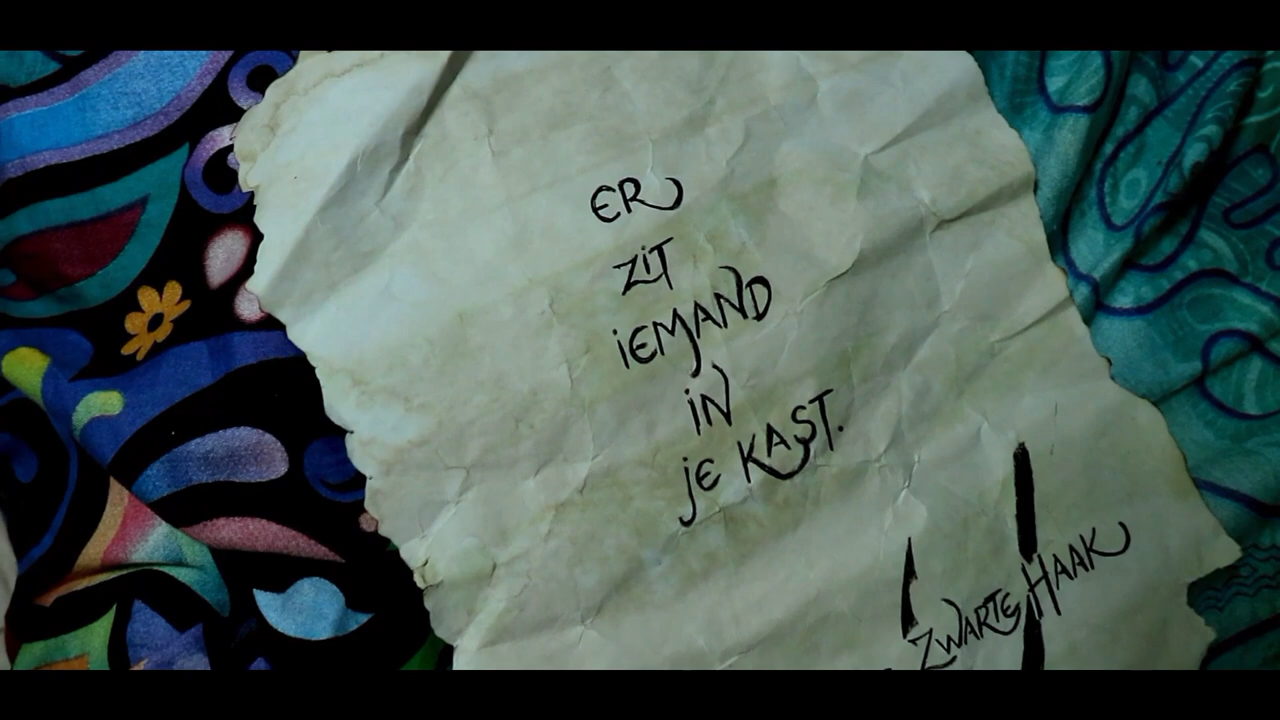 ER
ZiT
iEMAND
iN
jE KAST.
ZWARTE HAAK